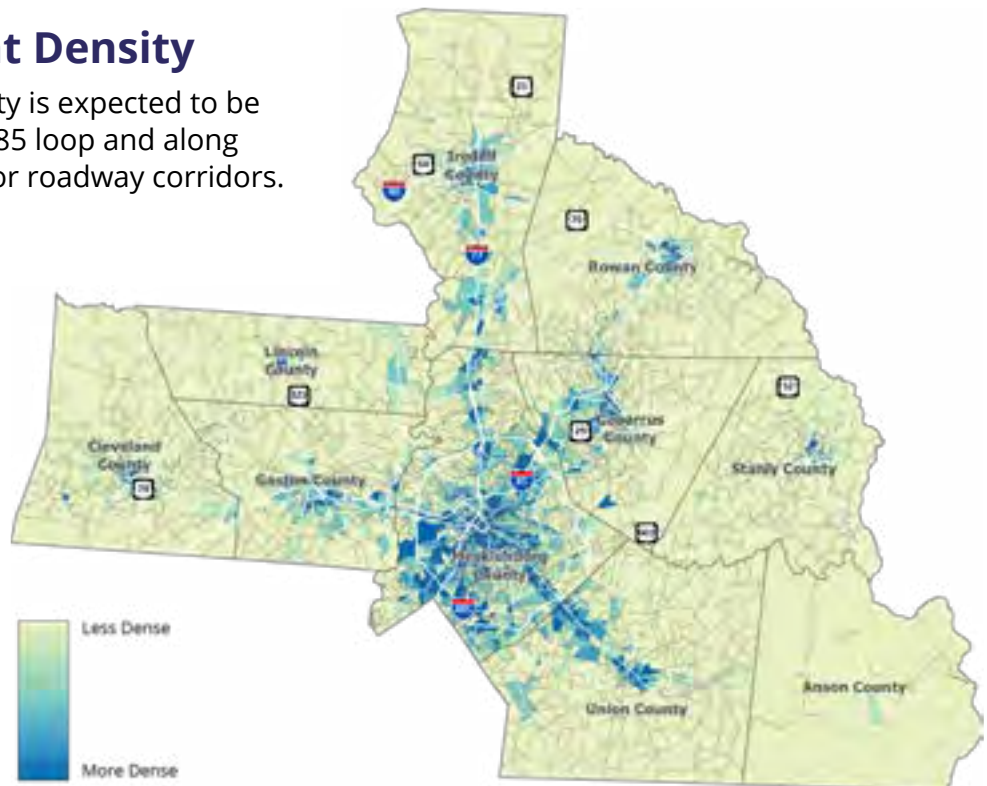 t Density
ty is expected to be
85 loop and along
or roadway corridors.
Iredell
County
Rowan County
Lincoln
County
Cabarrus
County
Cleveland
County
Stanly County
Gaston County
Mecklenburg
County
Less Dense
Anson County
Union County
More Dense